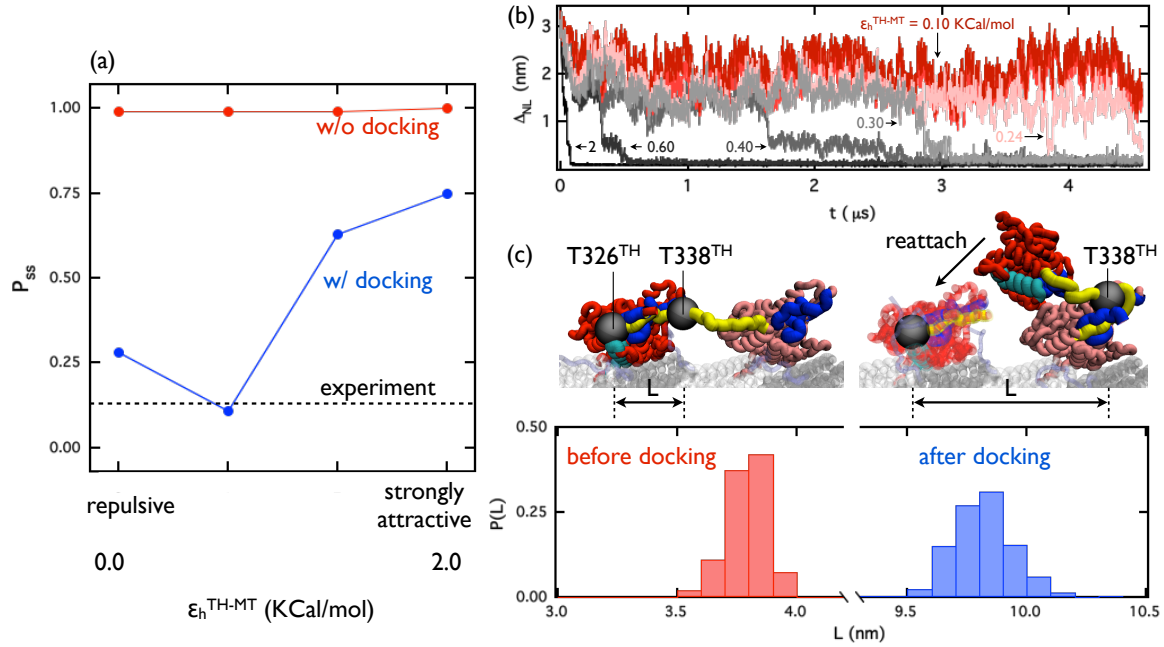 (a)
1.00
0.75
0.50
0.25
0.00
P_ss
w/o docking
w/ docking
experiment
repulsive
strongly
attractive
0.0
2.0
ε_h^TH-MT (KCal/mol)
(b)
3
2
1
Δ_NL (nm)
ε_h^TH-MT = 0.10 KCal/mol
0.30
0.24
2
0.60
0.40
0
1
2
3
4
t ( μs)
(c)
T326^TH
T338^TH
reattach
T338^TH
L
L
0.50
0.25
0.00
P(L)
before docking
after docking
3.0
3.5
4.0
9.5
10.0
10.5
L (nm)